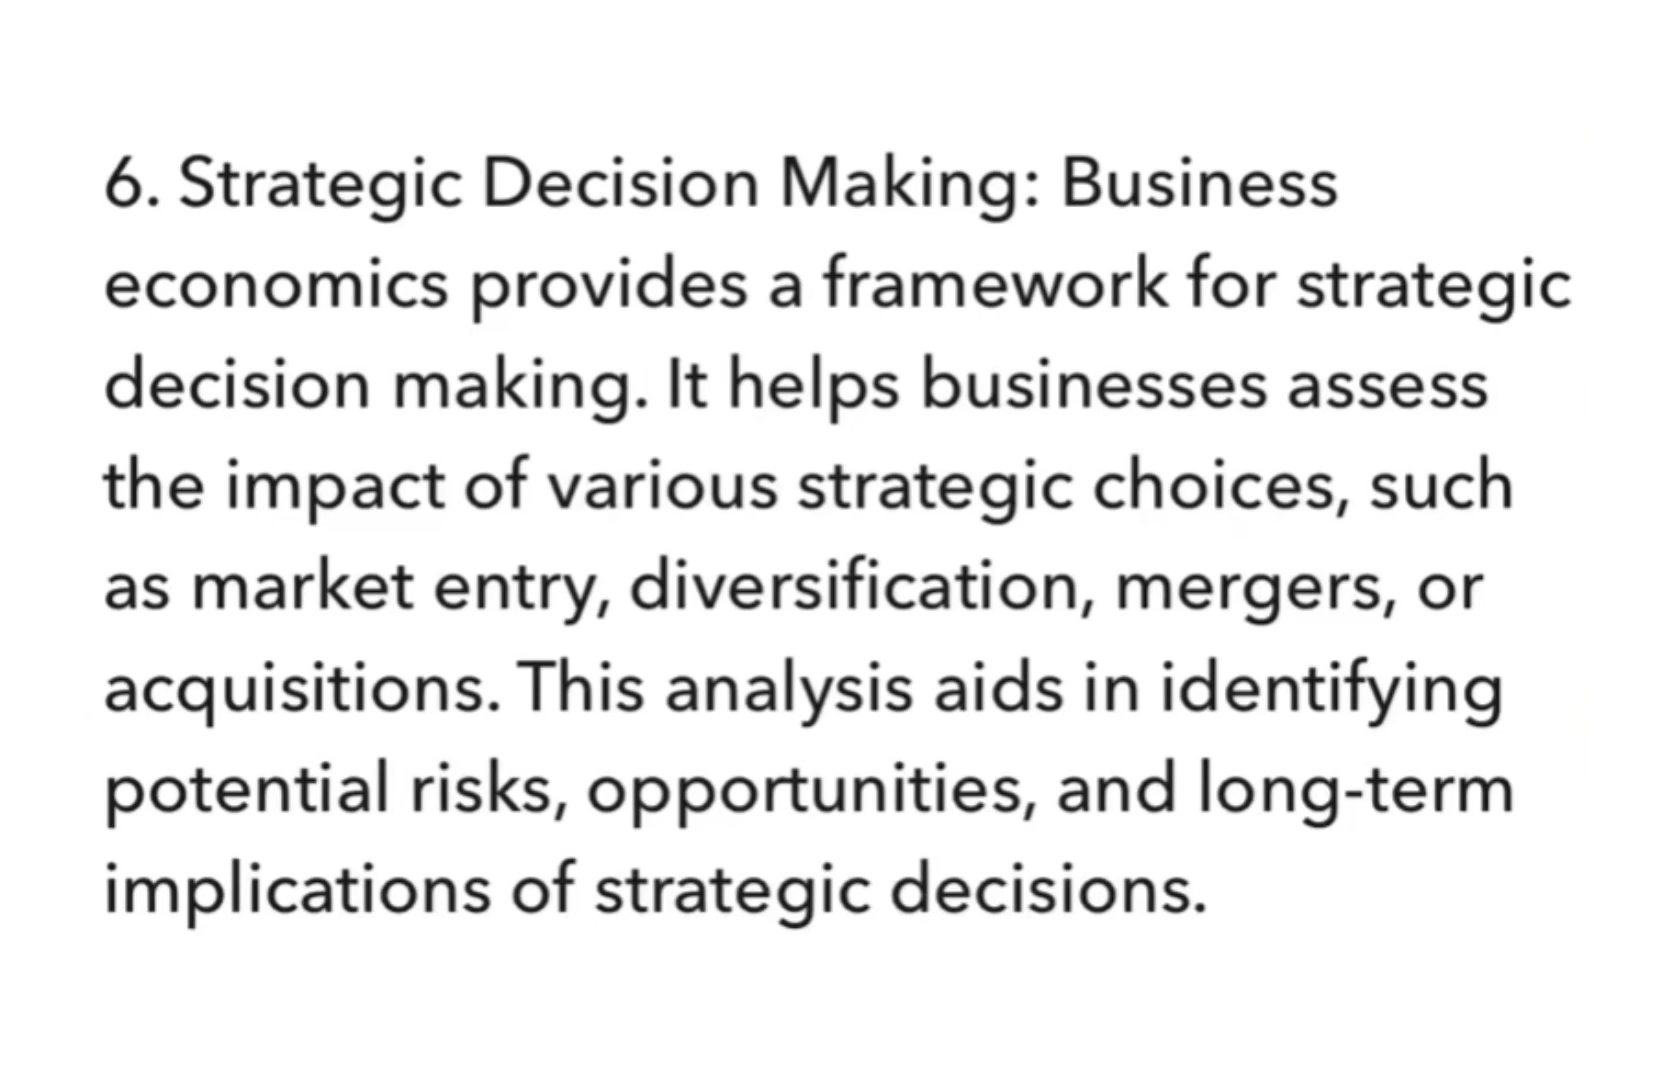 6. Strategic Decision Making: Business
economics provides a framework for strategic
decision making. It helps businesses assess
the impact of various strategic choices, such
as market entry, diversification, mergers, or
acquisitions. This analysis aids in identifying
potential risks, opportunities, and long-term
implications of strategic decisions.